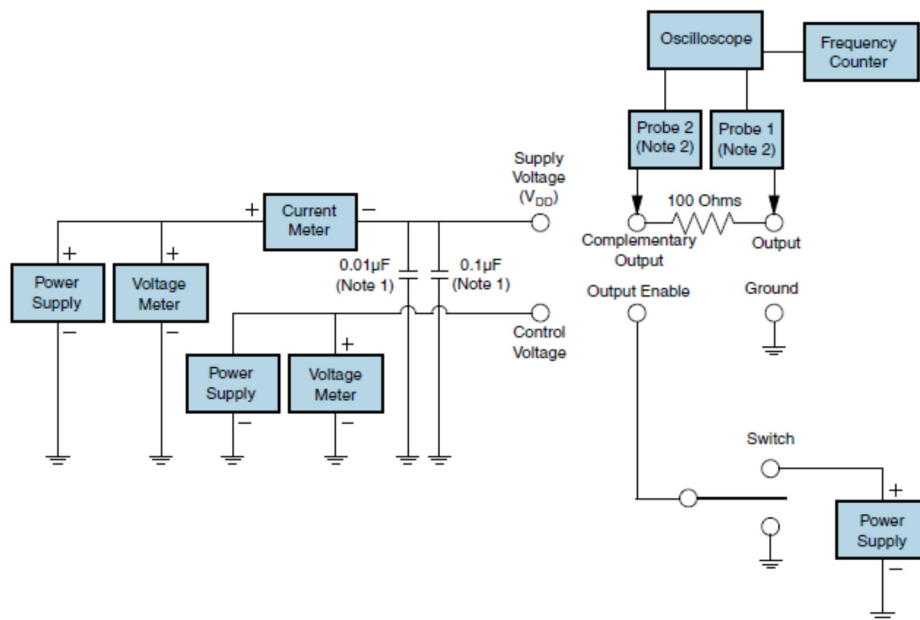 Oscilloscope
Frequency
Counter
Probe 2
(Note 2)
Probe 1
(Note 2)
Supply
Voltage
(VDD)
100 Ohms
Complementary
Output
Output
+
Current
Meter
−
0.01µF
(Note 1)
0.1µF
(Note 1)
+
Power
Supply
−
+
Voltage
Meter
−
Output Enable
Ground
Control
Voltage
Power
Supply
−
+
Voltage
Meter
−
Switch
+
Power
Supply
−